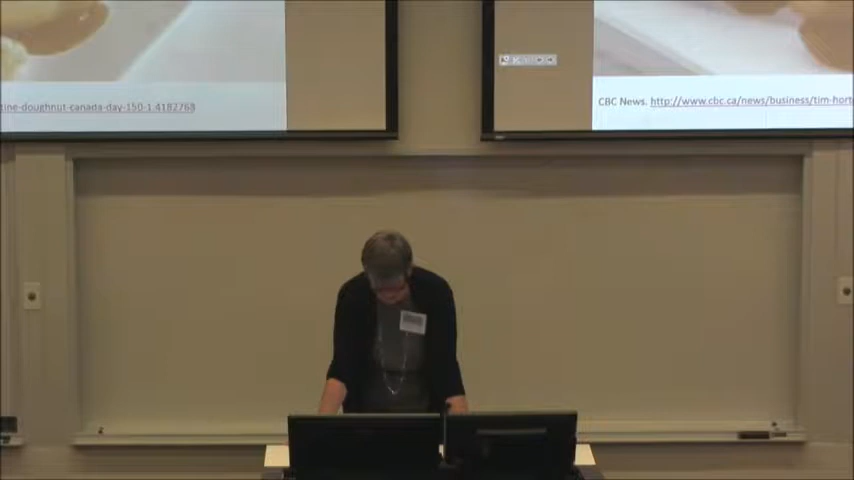 tine-doughnut-canada-day-150-1.4182768
CBC News. http://www.cbc.ca/news/business/tim-hort